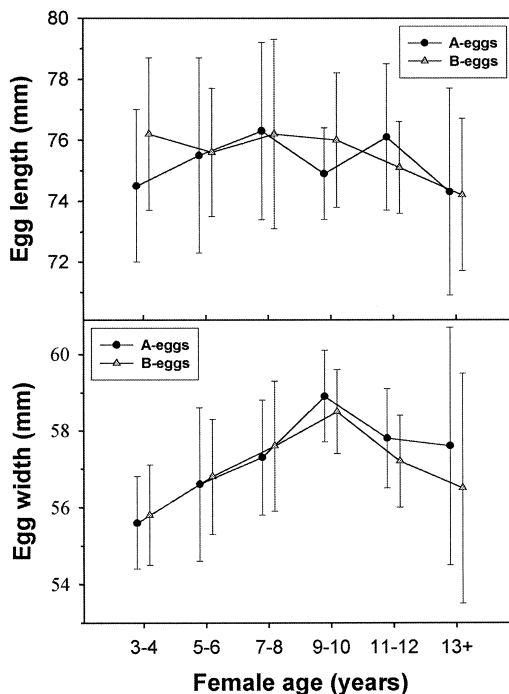 80
78
76
74
72
Egg length (mm)
A-eggs
B-eggs
60
58
56
54
Egg width (mm)
A-eggs
B-eggs
3-4 5-6 7-8 9-10 11-12 13+
Female age (years)